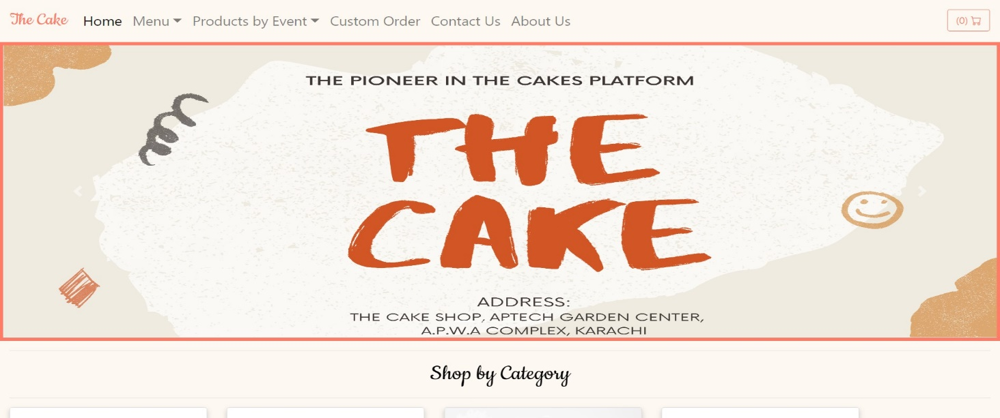 The Cake Home Menu Products by Event Custom Order Contact Us About Us (0)
THE PIONEER IN THE CAKES PLATFORM
THE
CAKE
ADDRESS:
THE CAKE SHOP, APTECH GARDEN CENTER,
A.P.W.A COMPLEX, KARACHI
Shop by Category